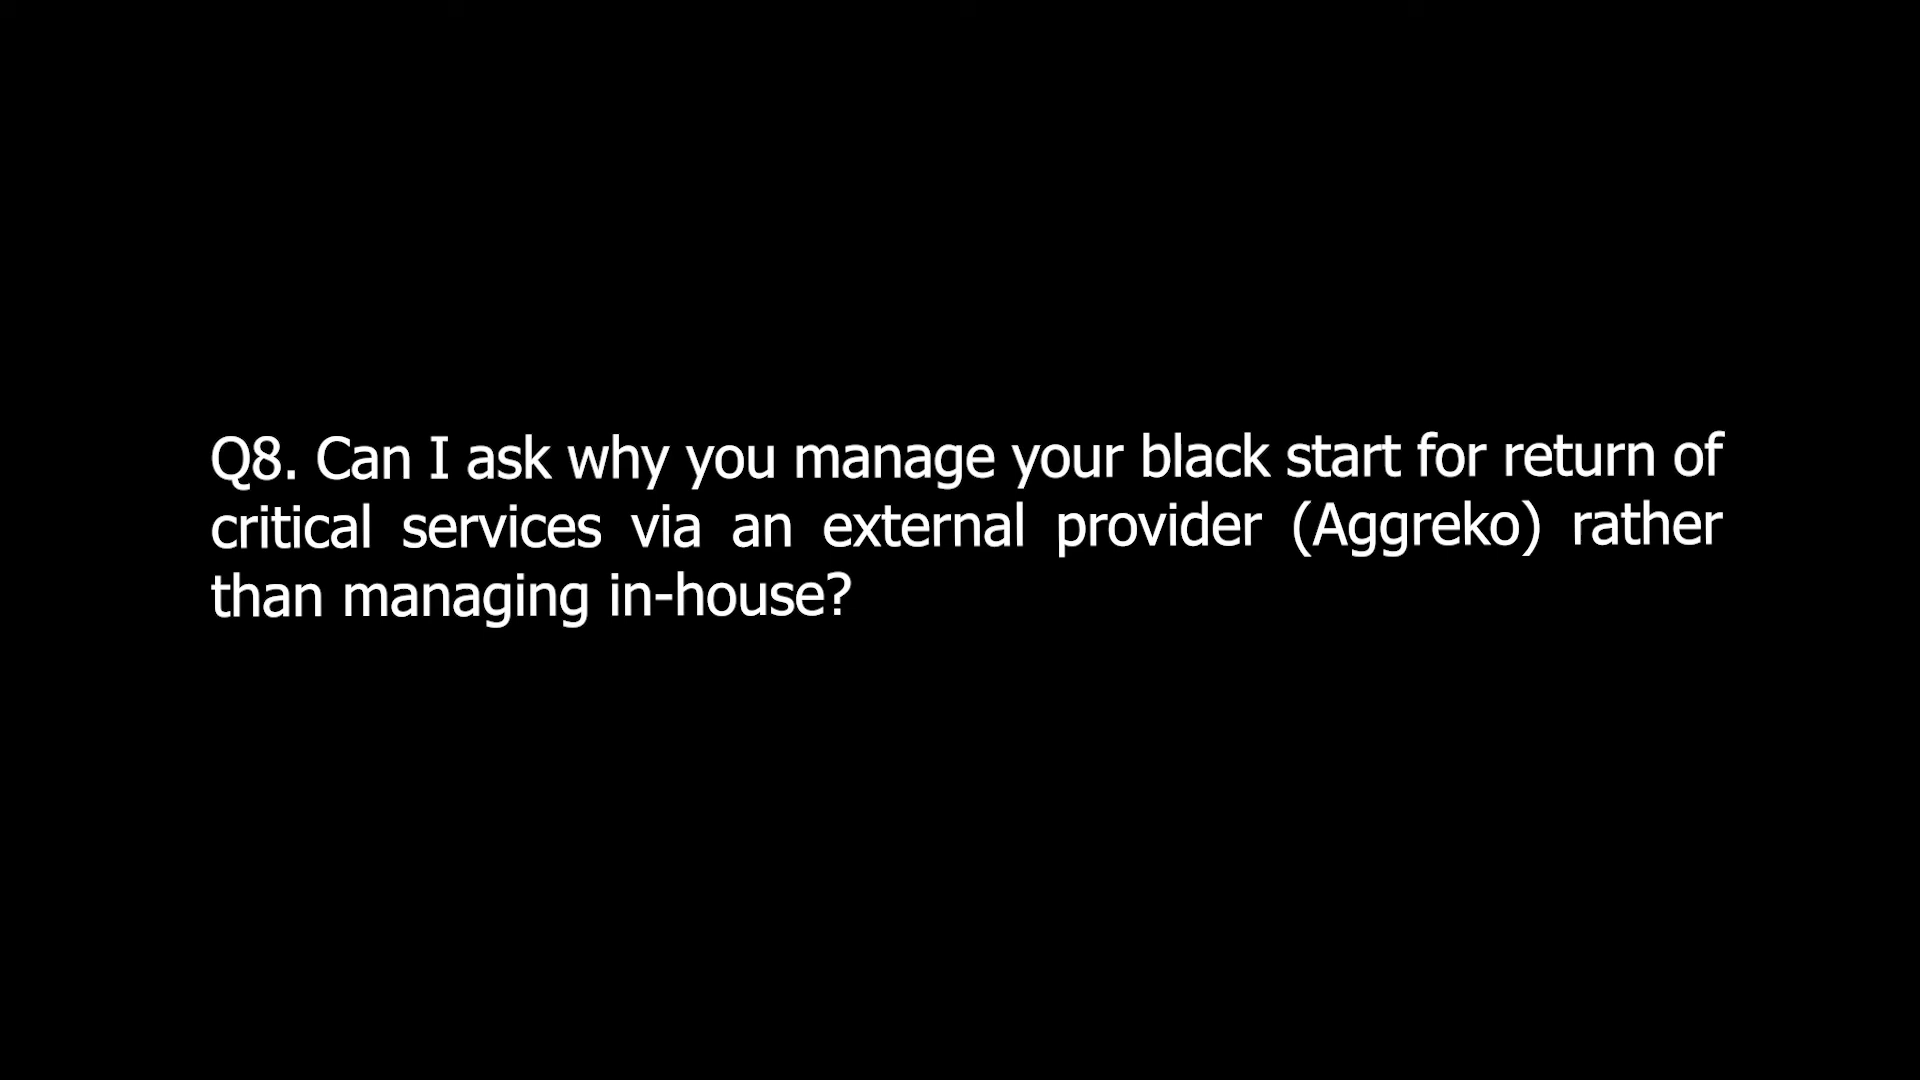 Q8. Can I ask why you manage your black start for return of
critical services via an external provider (Aggreko) rather
than managing in-house?